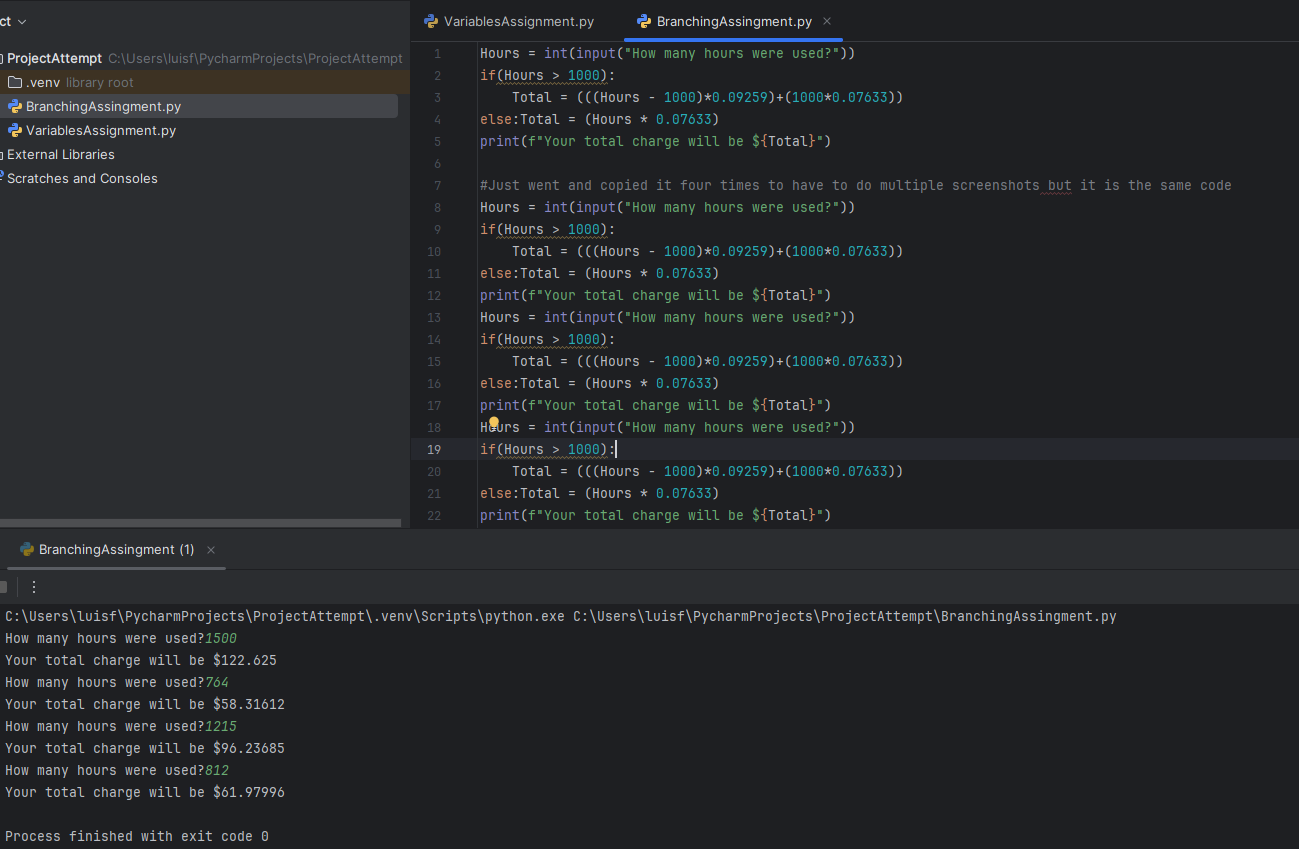 ct
ProjectAttempt C:\Users\luisf\PycharmProjects\ProjectAttempt
.venv library root
BranchingAssingment.py
VariablesAssignment.py
External Libraries
Scratches and Consoles
VariablesAssignment.py BranchingAssingment.py
1 Hours = int(input("How many hours were used?"))
2 if(Hours > 1000):
3 Total = (((Hours - 1000)*0.09259)+(1000*0.07633))
4 else:Total = (Hours * 0.07633)
5 print(f"Your total charge will be ${Total}")
6
7 #Just went and copied it four times to have to do multiple screenshots but it is the same code
8 Hours = int(input("How many hours were used?"))
9 if(Hours > 1000):
10 Total = (((Hours - 1000)*0.09259)+(1000*0.07633))
11 else:Total = (Hours * 0.07633)
12 print(f"Your total charge will be ${Total}")
13 Hours = int(input("How many hours were used?"))
14 if(Hours > 1000):
15 Total = (((Hours - 1000)*0.09259)+(1000*0.07633))
16 else:Total = (Hours * 0.07633)
17 print(f"Your total charge will be ${Total}")
18 Hours = int(input("How many hours were used?"))
19 if(Hours > 1000):
20 Total = (((Hours - 1000)*0.09259)+(1000*0.07633))
21 else:Total = (Hours * 0.07633)
22 print(f"Your total charge will be ${Total}")
BranchingAssingment (1)
C:\Users\luisf\PycharmProjects\ProjectAttempt\.venv\Scripts\python.exe C:\Users\luisf\PycharmProjects\ProjectAttempt\BranchingAssingment.py
How many hours were used?1500
Your total charge will be $122.625
How many hours were used?764
Your total charge will be $58.31612
How many hours were used?1215
Your total charge will be $96.23685
How many hours were used?812
Your total charge will be $61.97996
Process finished with exit code 0